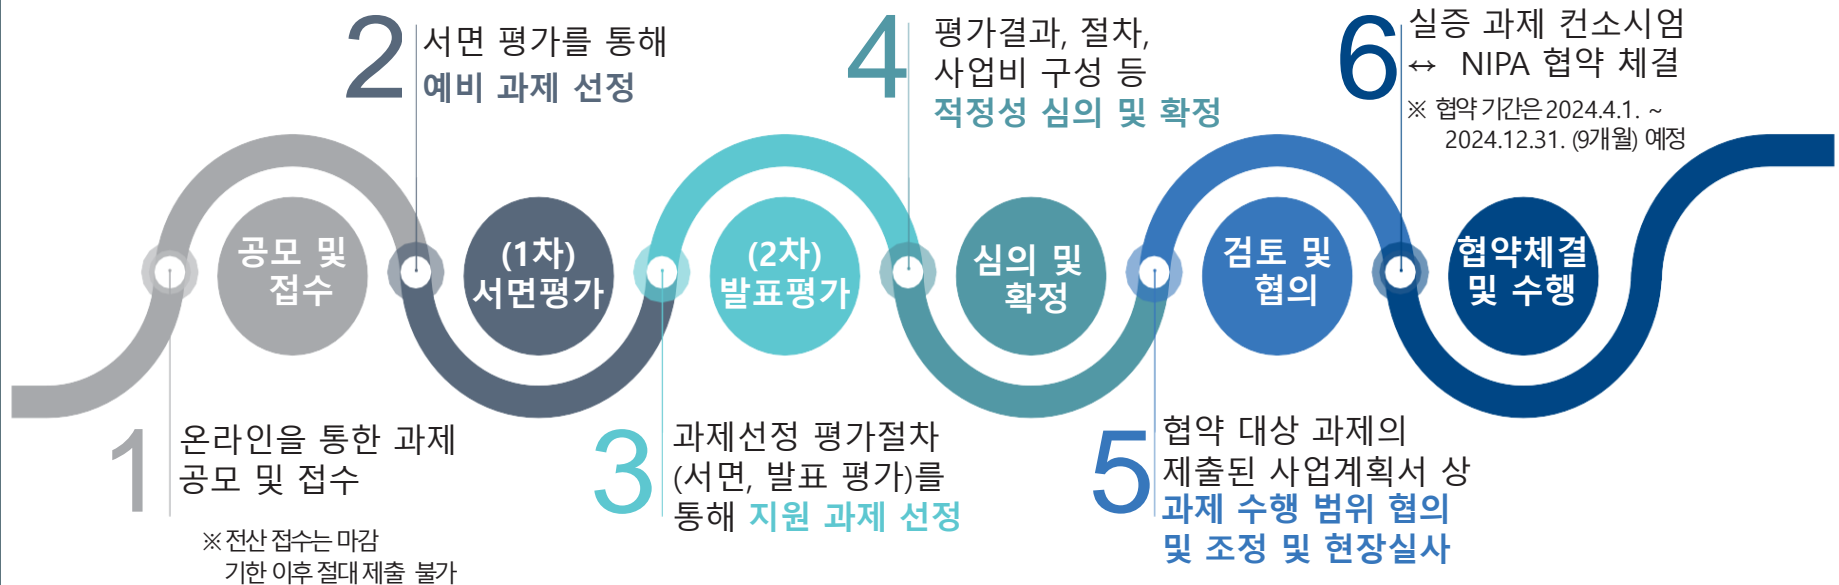 1
공모 및
접수
온라인을 통한 과제
공모 및 접수
※ 전산 접수는 마감
기한 이후 절대 제출 불가
2
서면 평가를 통해
예비 과제 선정
(1차)
서면평가
3
(2차)
발표평가
과제선정 평가절차
(서면, 발표 평가)를
통해 지원 과제 선정
4
평가결과, 절차,
사업비 구성 등
적정성 심의 및 확정
심의 및
확정
5
검토 및
협의
협약 대상 과제의
제출된 사업계획서 상
과제 수행 범위 협의
및 조정 및 현장실사
6
실증 과제 컨소시엄
↔ NIPA 협약 체결
※ 협약 기간은 2024.4.1. ~
2024.12.31. (9개월) 예정
협약체결
및 수행